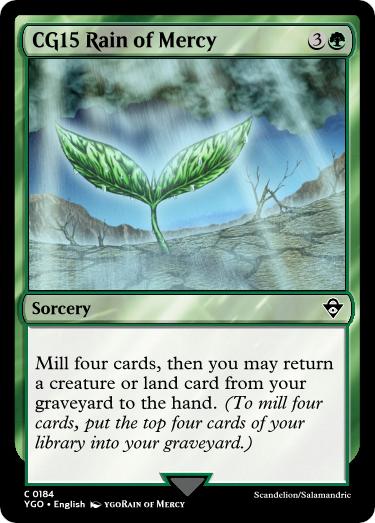 CG15 Rain of Mercy 3
Sorcery
Mill four cards, then you may return
a creature or land card from your
graveyard to the hand. (To mill four
cards, put the top four cards of your
library into your graveyard.)
C 0184
YGO • English ygoRain of Mercy
Scandelion/Salamandric